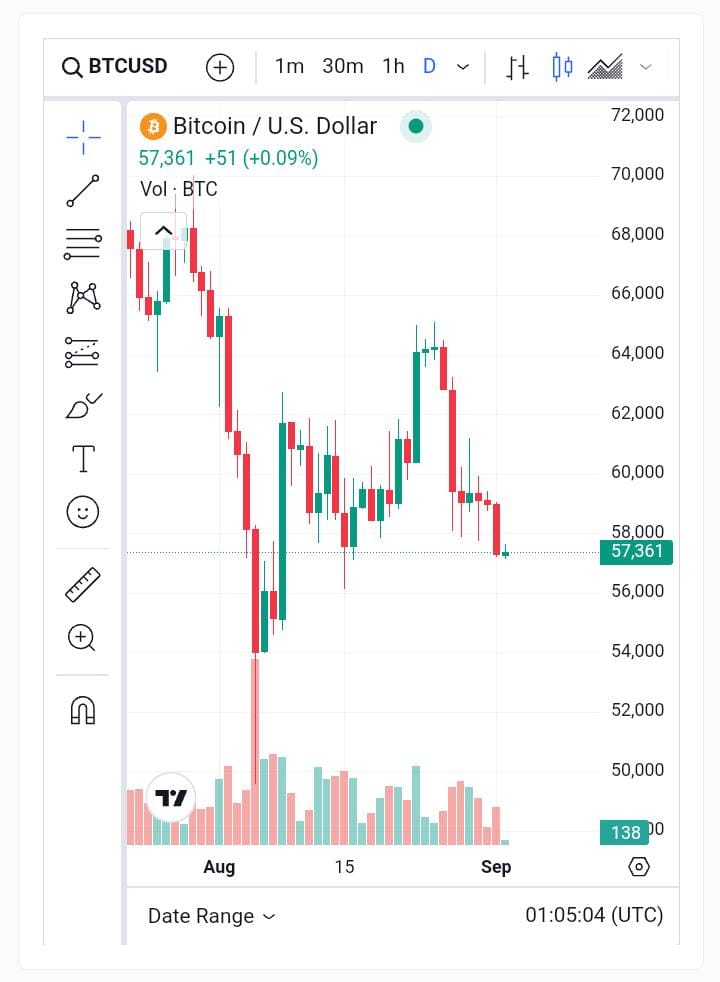 BTCUSD 1m 30m 1h D
Bitcoin / U.S. Dollar
57,361 +51 (+0.09%)
Vol · BTC
72,000
70,000
68,000
66,000
64,000
62,000
60,000
58,000
57,361
56,000
54,000
52,000
50,000
138
Aug 15 Sep
Date Range 01:05:04 (UTC)